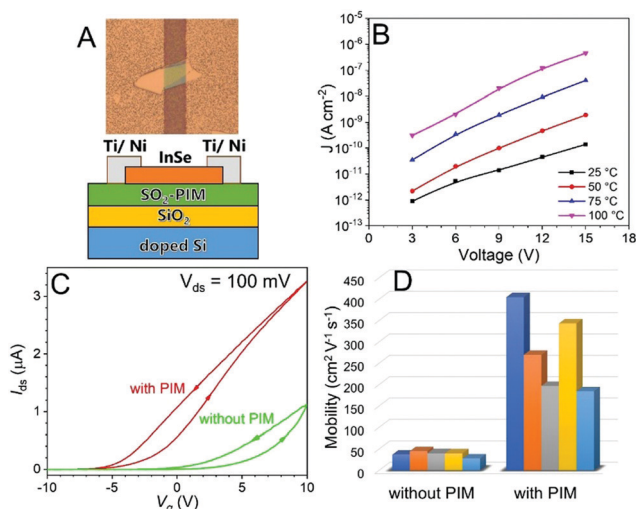 A
Ti/ Ni InSe Ti/ Ni
SO₂-PIM
SiO₂
doped Si
B
J (A cm⁻²)
10⁻⁵
10⁻⁶
10⁻⁷
10⁻⁸
10⁻⁹
10⁻¹⁰
10⁻¹¹
10⁻¹²
10⁻¹³
25 °C
50 °C
75 °C
100 °C
0 3 6 9 12 15 18
Voltage (V)
C
V_ds = 100 mV
I_ds (μA)
3
2
1
0
with PIM
without PIM
-10 -5 0 5 10
V_g (V)
D
Mobility (cm² V⁻¹ s⁻¹)
450
400
350
300
250
200
150
100
50
0
without PIM with PIM